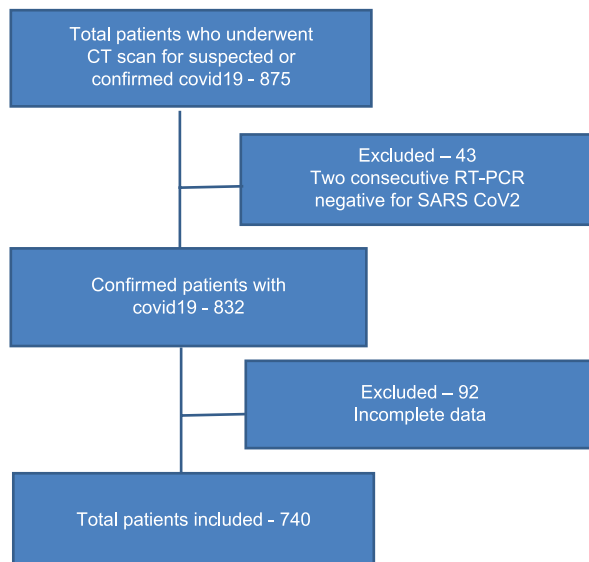 Total patients who underwent
CT scan for suspected or
confirmed covid19 - 875
Excluded – 43
Two consecutive RT-PCR
negative for SARS CoV2
Confirmed patients with
covid19 - 832
Excluded – 92
Incomplete data
Total patients included - 740